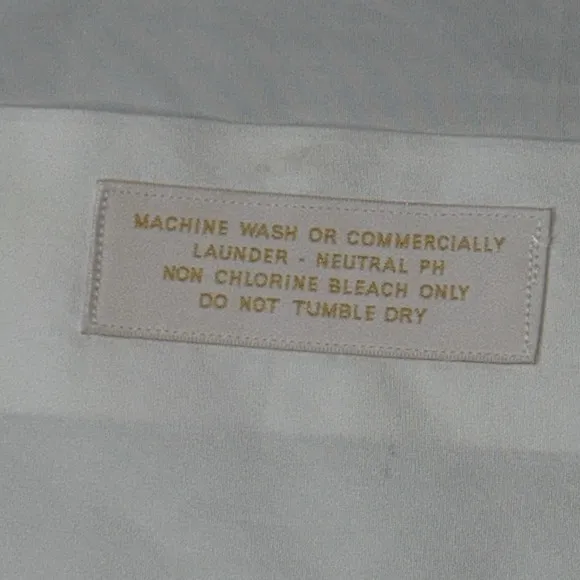 MACHINE WASH OR COMMERCIALLY
LAUNDER - NEUTRAL PH
NON CHLORINE BLEACH ONLY
DO NOT TUMBLE DRY